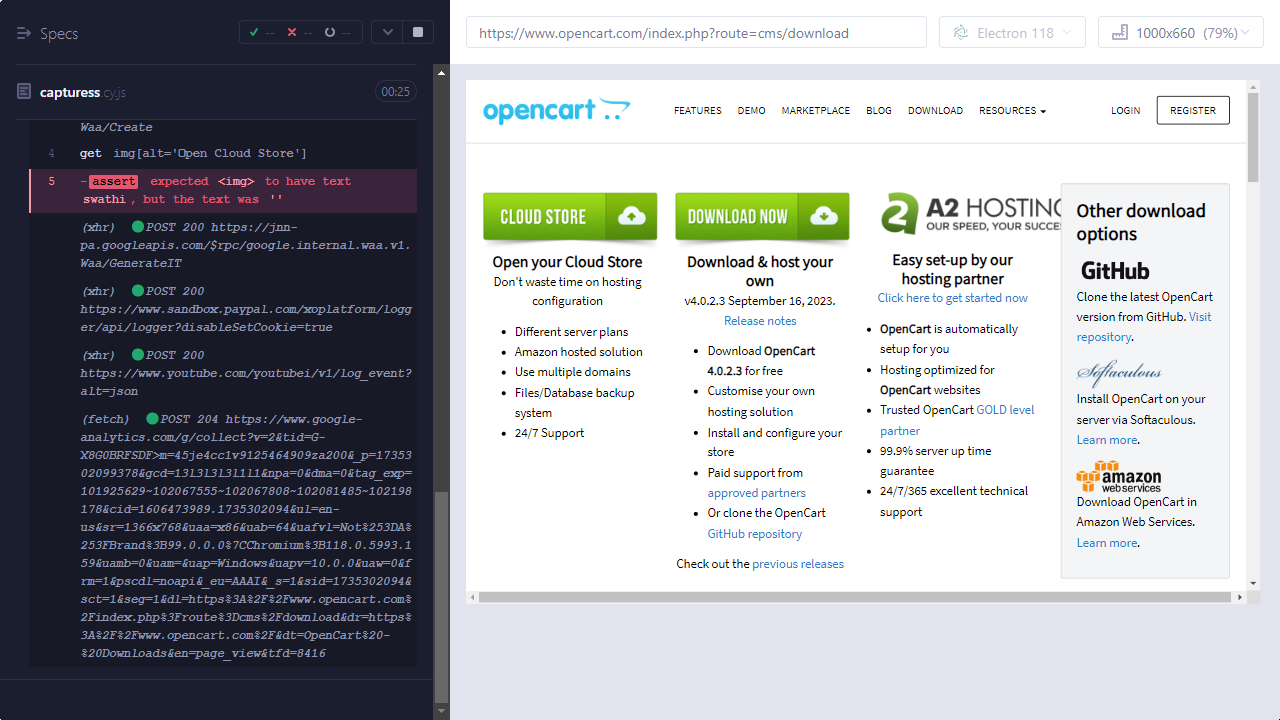 Specs
-- -- --
capturess.cy.js
00:25
Waa/Create
4 get img[alt='Open Cloud Store']
5 -assert expected <img> to have text
swathi, but the text was ''
(xhr) POST 200 https://jnn-
pa.googleapis.com/$rpc/google.internal.waa.v1.
Waa/GenerateIT
(xhr) POST 200
https://www.sandbox.paypal.com/xoplatform/logg
er/api/logger?disableSetCookie=true
(xhr) POST 200
https://www.youtube.com/youtubei/v1/log_event?
alt=json
(fetch) POST 204 https://www.google-
analytics.com/g/collect?v=2&tid=G-
X8G0BRFSDF>m=45je4cc1v9125464909za200&_p=17353
02099378&gcd=13l3l3l3l1l1&npa=0&dma=0&tag_exp=
101925629~102067555~102067808~102081485~102198
178&cid=1606473989.1735302094&ul=en-
us&sr=1366x768&uaa=x86&uab=64&uafvl=Not%253DA%
253FBrand%3B99.0.0.0%7CChromium%3B118.0.5993.1
59&uamb=0&uam=&uap=Windows&uapv=10.0.0&uaw=0&f
rm=1&pscdl=noapi&_eu=AAAI&_s=1&sid=1735302094&
sct=1&seg=1&dl=https%3A%2F%2Fwww.opencart.com%
2Findex.php%3Froute%3Dcms%2Fdownload&dr=https%
3A%2F%2Fwww.opencart.com%2F&dt=OpenCart%20-
%20Downloads&en=page_view&tfd=8416
https://www.opencart.com/index.php?route=cms/download
Electron 118
1000x660 (79%)
opencart
FEATURES DEMO MARKETPLACE BLOG DOWNLOAD RESOURCES LOGIN REGISTER
CLOUD STORE
Open your Cloud Store
Don't waste time on hosting
configuration
• Different server plans
• Amazon hosted solution
• Use multiple domains
• Files/Database backup
system
• 24/7 Support
DOWNLOAD NOW
Download & host your
own
v4.0.2.3 September 16, 2023.
Release notes
• Download OpenCart
4.0.2.3 for free
• Customise your own
hosting solution
• Install and configure your
store
• Paid support from
approved partners
• Or clone the OpenCart
GitHub repository
Check out the previous releases
A2 HOSTING
OUR SPEED, YOUR SUCCE
Easy set-up by our
hosting partner
Click here to get started now
• OpenCart is automatically
setup for you
• Hosting optimized for
OpenCart websites
• Trusted OpenCart GOLD level
partner
• 99.9% server up time
guarantee
• 24/7/365 excellent technical
support
Other download
options
GitHub
Clone the latest OpenCart
version from GitHub. Visit
repository.
Softaculous
Install OpenCart on your
server via Softaculous.
Learn more.
amazon
web services
Download OpenCart in
Amazon Web Services.
Learn more.